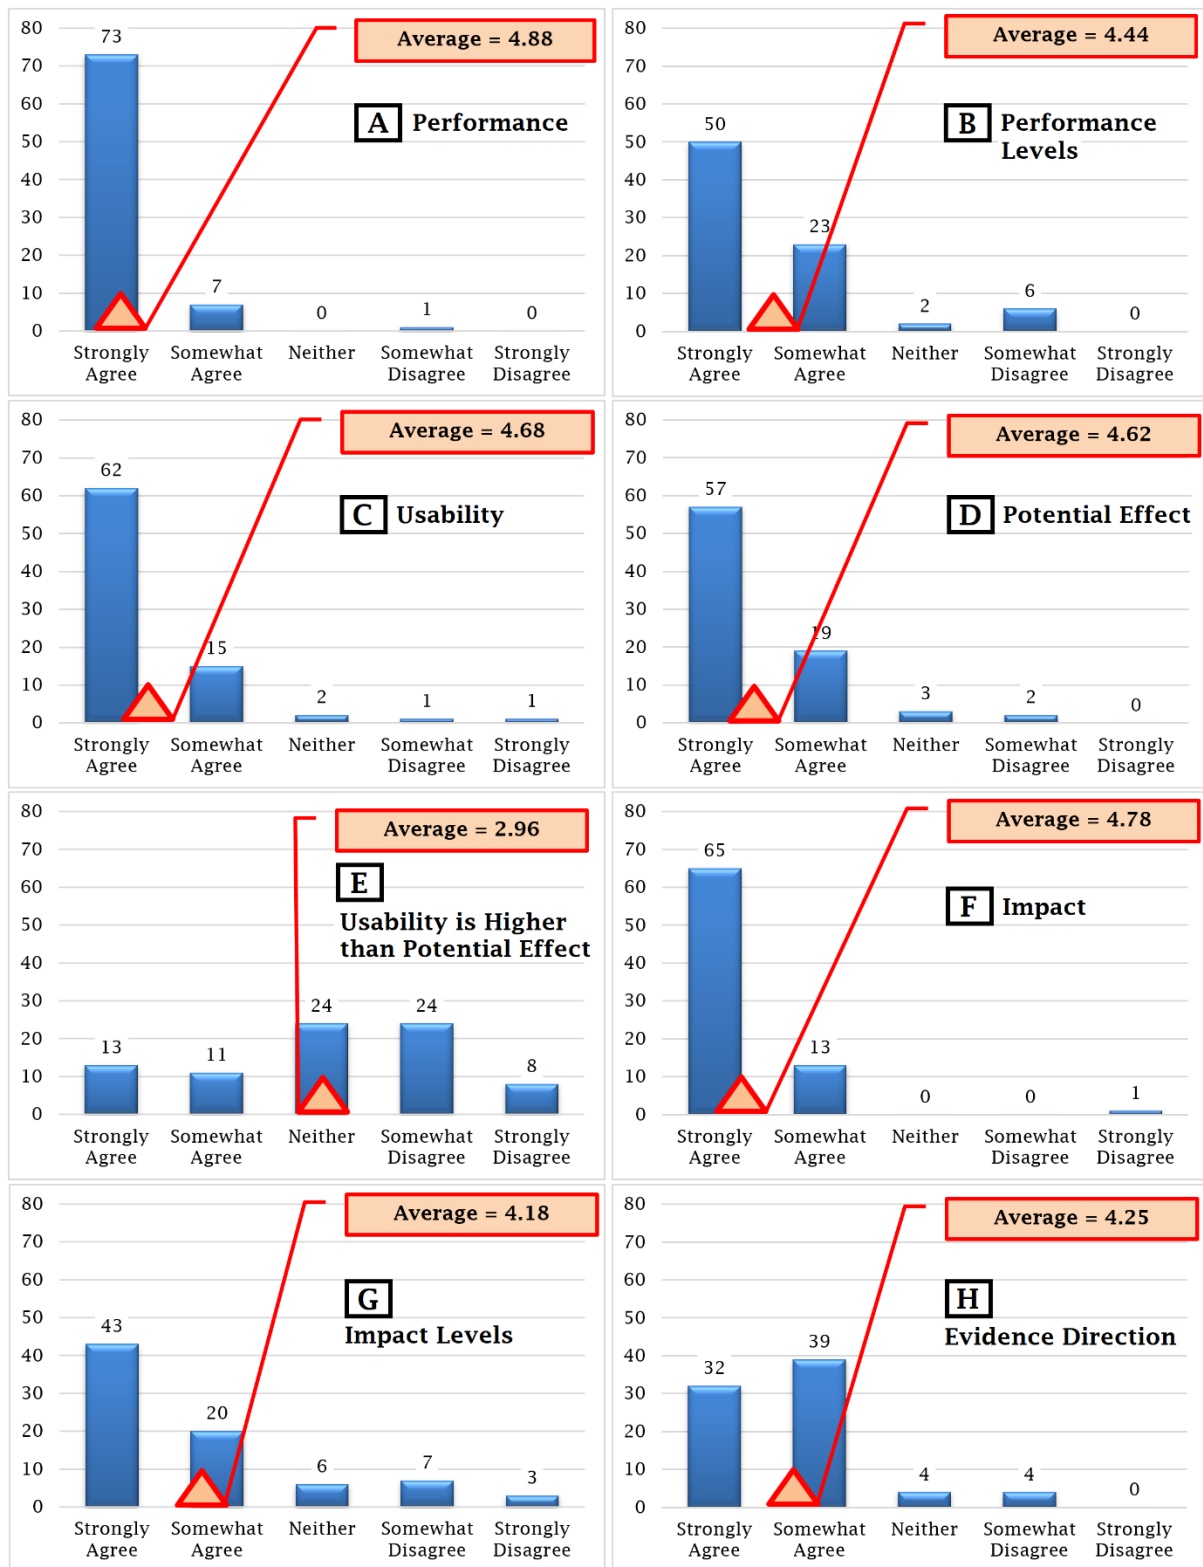 80
70
60
50
40
30
20
10
0
73
7
0
1
0
Strongly Agree
Somewhat Agree
Neither
Somewhat Disagree
Strongly Disagree
Average = 4.88
A Performance
80
70
60
50
40
30
20
10
0
50
23
2
6
0
Strongly Agree
Somewhat Agree
Neither
Somewhat Disagree
Strongly Disagree
Average = 4.44
B Performance
Levels
80
70
60
50
40
30
20
10
0
62
15
2
1
1
Strongly Agree
Somewhat Agree
Neither
Somewhat Disagree
Strongly Disagree
Average = 4.68
C Usability
80
70
60
50
40
30
20
10
0
57
19
3
2
0
Strongly Agree
Somewhat Agree
Neither
Somewhat Disagree
Strongly Disagree
Average = 4.62
D Potential Effect
80
70
60
50
40
30
20
10
0
13
11
24
24
8
Strongly Agree
Somewhat Agree
Neither
Somewhat Disagree
Strongly Disagree
Average = 2.96
E
Usability is Higher
than Potential Effect
80
70
60
50
40
30
20
10
0
65
13
0
0
1
Strongly Agree
Somewhat Agree
Neither
Somewhat Disagree
Strongly Disagree
Average = 4.78
F Impact
80
70
60
50
40
30
20
10
0
43
20
6
7
3
Strongly Agree
Somewhat Agree
Neither
Somewhat Disagree
Strongly Disagree
Average = 4.18
G
Impact Levels
80
70
60
50
40
30
20
10
0
32
39
4
4
0
Strongly Agree
Somewhat Agree
Neither
Somewhat Disagree
Strongly Disagree
Average = 4.25
H
Evidence Direction